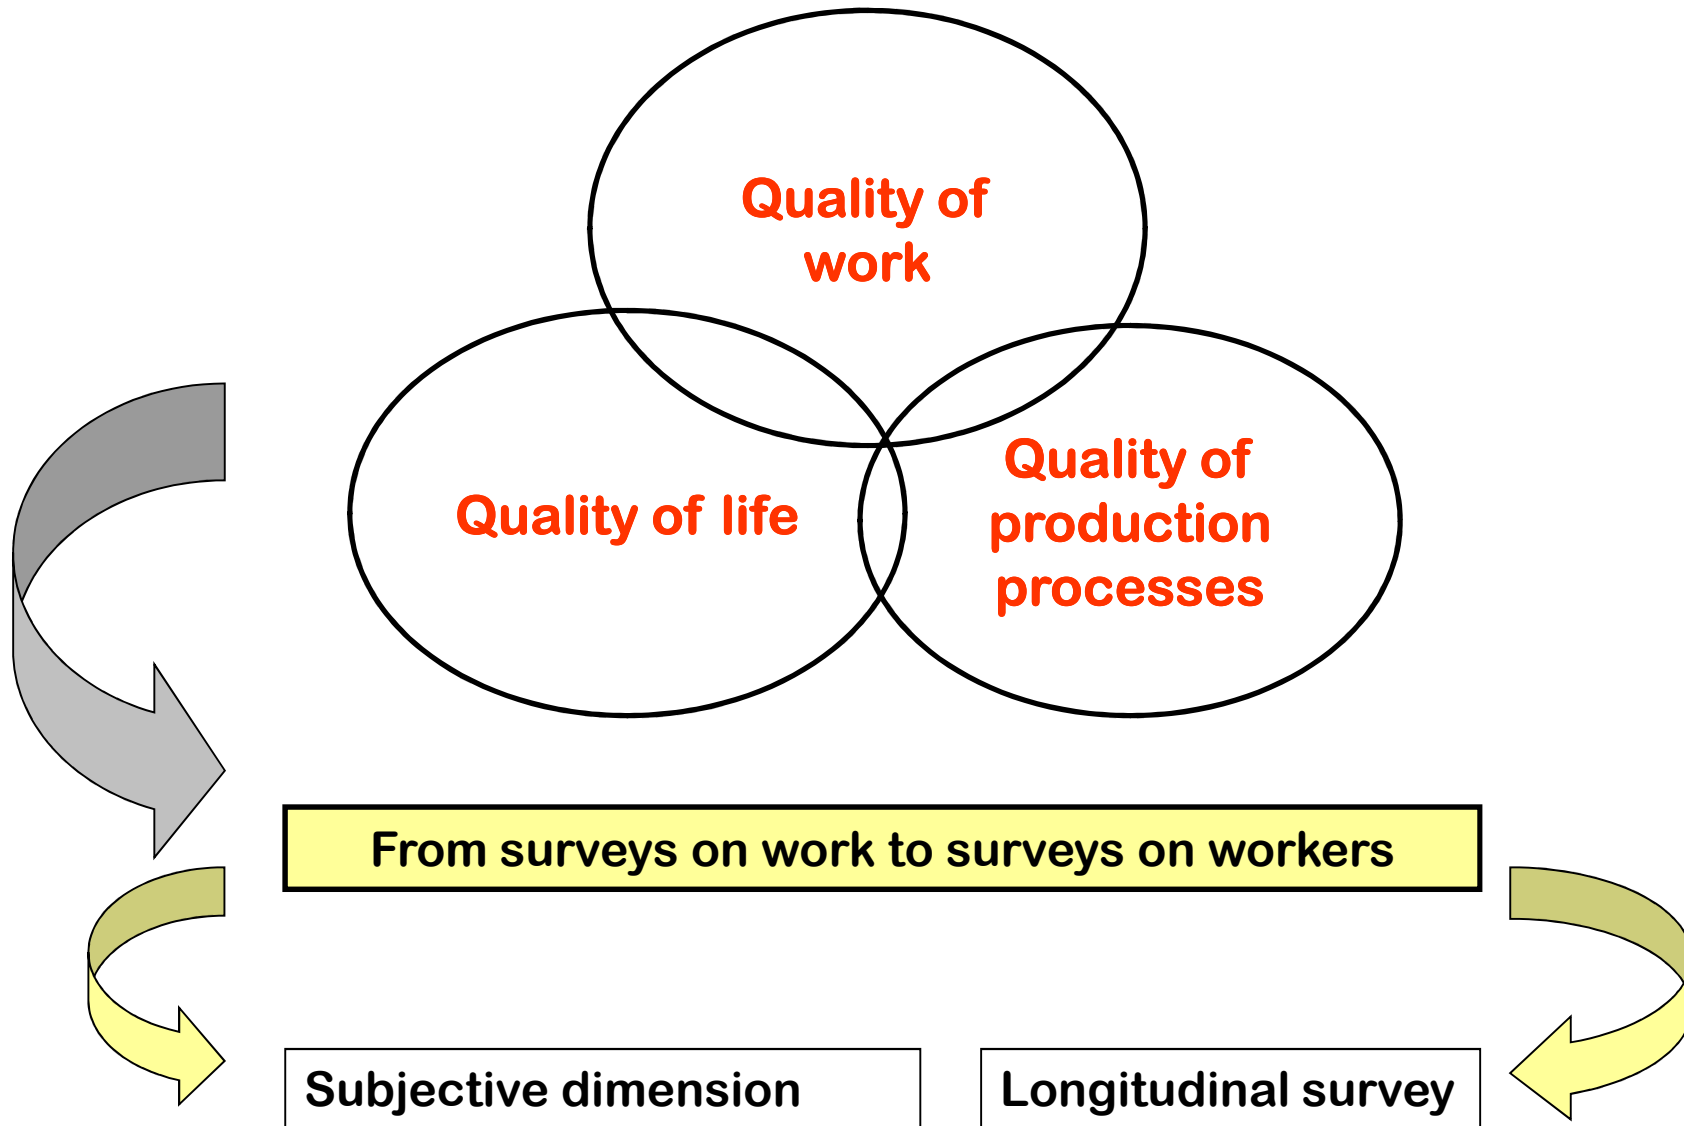 Quality of
work
Quality of life
Quality of
production
processes
From surveys on work to surveys on workers
Subjective dimension
Longitudinal survey